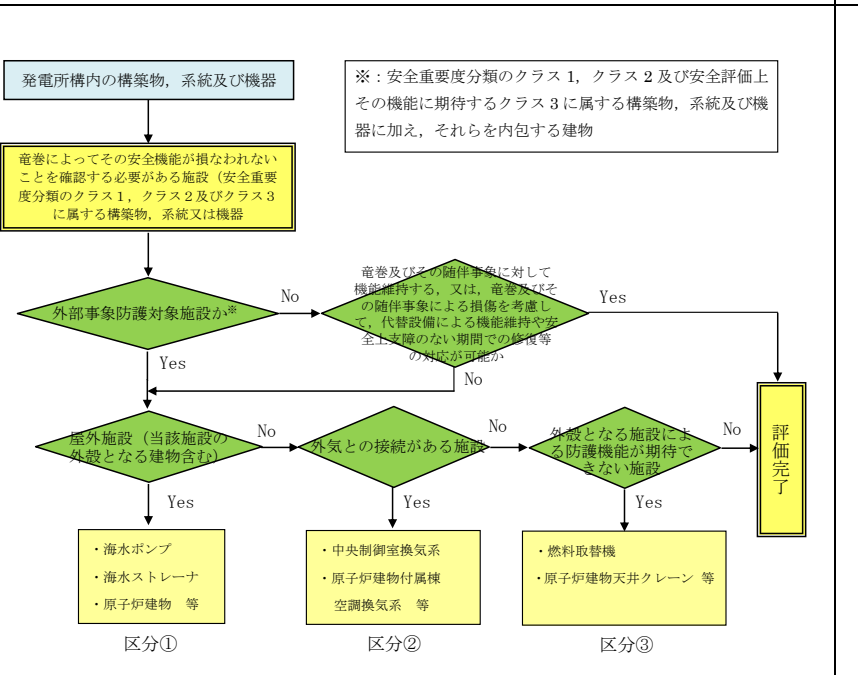 発電所構内の構築物，系統及び機器
※：安全重要度分類のクラス 1，クラス 2 及び安全評価上
その機能に期待するクラス 3 に属する構築物，系統及び機
器に加え，それらを内包する建物
竜巻によってその安全機能が損なわれない
ことを確認する必要がある施設（安全重要
度分類のクラス１，クラス２及びクラス３
に属する構築物，系統又は機器
外部事象防護対象施設か※
No
竜巻及びその随伴事象に対して
機能維持する，又は，竜巻及びそ
の随伴事象による損傷を考慮し
て，代替設備による機能維持や安
全上支障のない期間での修復等
の対応が可能か
Yes
Yes
No
屋外施設（当該施設の
外殻となる建物含む）
No
外気との接続がある施設
No
外殻となる施設によ
る防護機能が期待で
きない施設
No
評価完了
Yes
Yes
Yes
・海水ポンプ
・海水ストレーナ
・原子炉建物　等
・中央制御室換気系
・原子炉建物付属棟
空調換気系　等
・燃料取替機
・原子炉建物天井クレーン 等
区分①
区分②
区分③